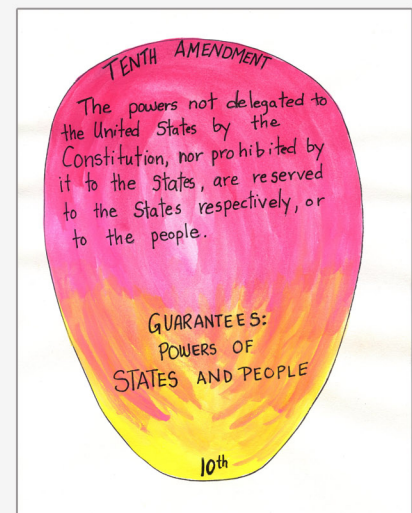 TENTH AMENDMENT
The powers not delegated to
the United States by the
Constitution, nor prohibited by
it to the States, are reserved
to the States respectively, or
to the people.
GUARANTEES:
POWERS OF
STATES AND PEOPLE
10th